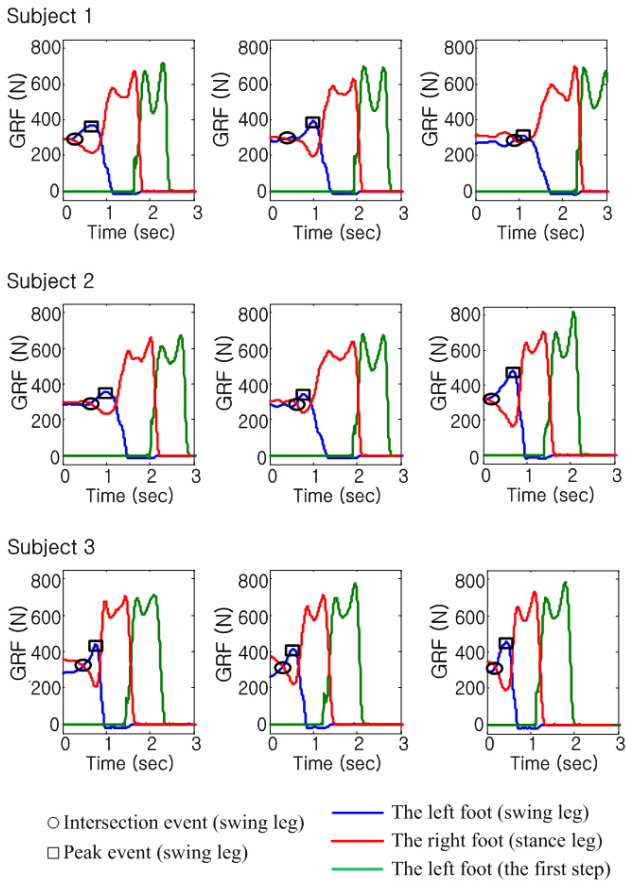 Subject 1
GRF (N) GRF (N) GRF (N)
800 800 800
600 600 600
400 400 400
200 200 200
0 0 0
0 1 2 3 0 1 2 3 0 1 2 3
Time (sec) Time (sec) Time (sec)
Subject 2
GRF (N) GRF (N) GRF (N)
800 800 800
600 600 600
400 400 400
200 200 200
0 0 0
0 1 2 3 0 1 2 3 0 1 2 3
Time (sec) Time (sec) Time (sec)
Subject 3
GRF (N) GRF (N) GRF (N)
800 800 800
600 600 600
400 400 400
200 200 200
0 0 0
0 1 2 3 0 1 2 3 0 1 2 3
Time (sec) Time (sec) Time (sec)
Intersection event (swing leg)
Peak event (swing leg)
The left foot (swing leg)
The right foot (stance leg)
The left foot (the first step)